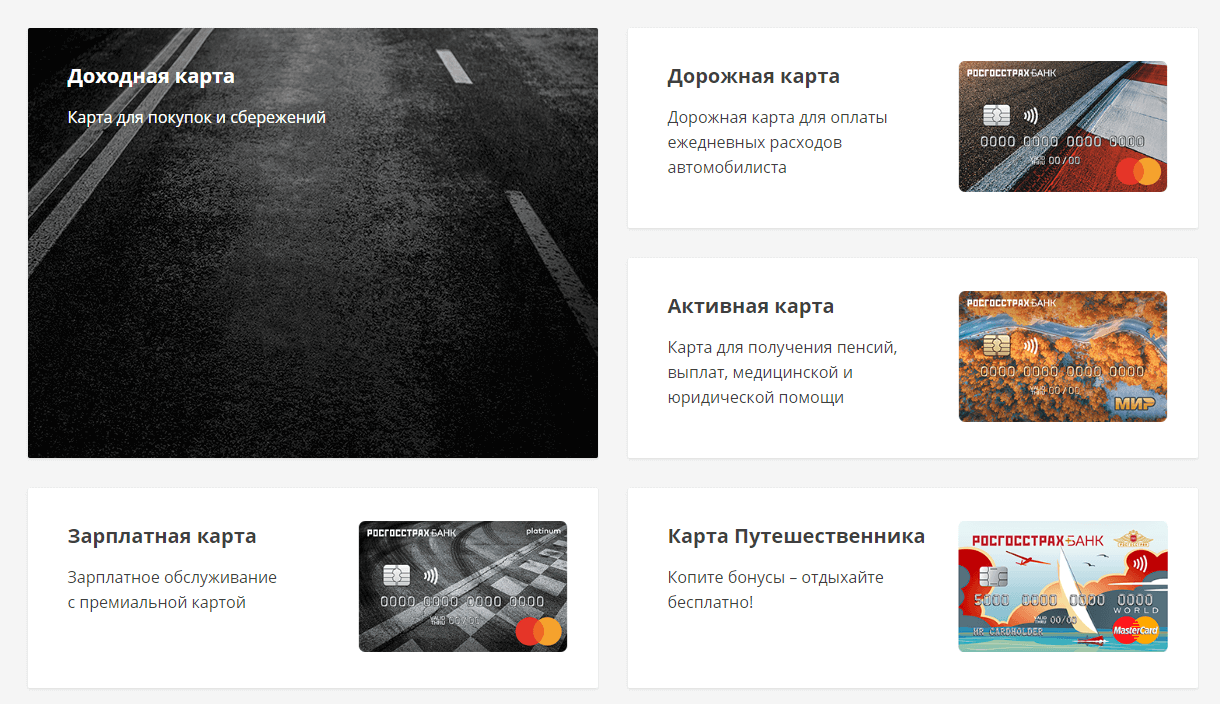 Доходная карта
Карта для покупок и сбережений
Дорожная карта
Дорожная карта для оплаты
ежедневных расходов
автомобилиста
РОСГОССТРАХ БАНК
0000 0000 0000 0000
00/00
Активная карта
Карта для получения пенсий,
выплат, медицинской и
юридической помощи
РОСГОССТРАХ БАНК
0000 0000 0000 0000
00/00
МИР
Зарплатная карта
Зарплатное обслуживание
с премиальной картой
РОСГОССТРАХ БАНК
platinum
0000 0000 0000 0000
VALID THRU 00/00
Карта Путешественника
Копите бонусы – отдыхайте
бесплатно!
РОСГОССТРАХ БАНК
5000 0000 0000 0000
WORLD
VALID THRU 00/00
MR CARDHOLDER
MasterCard